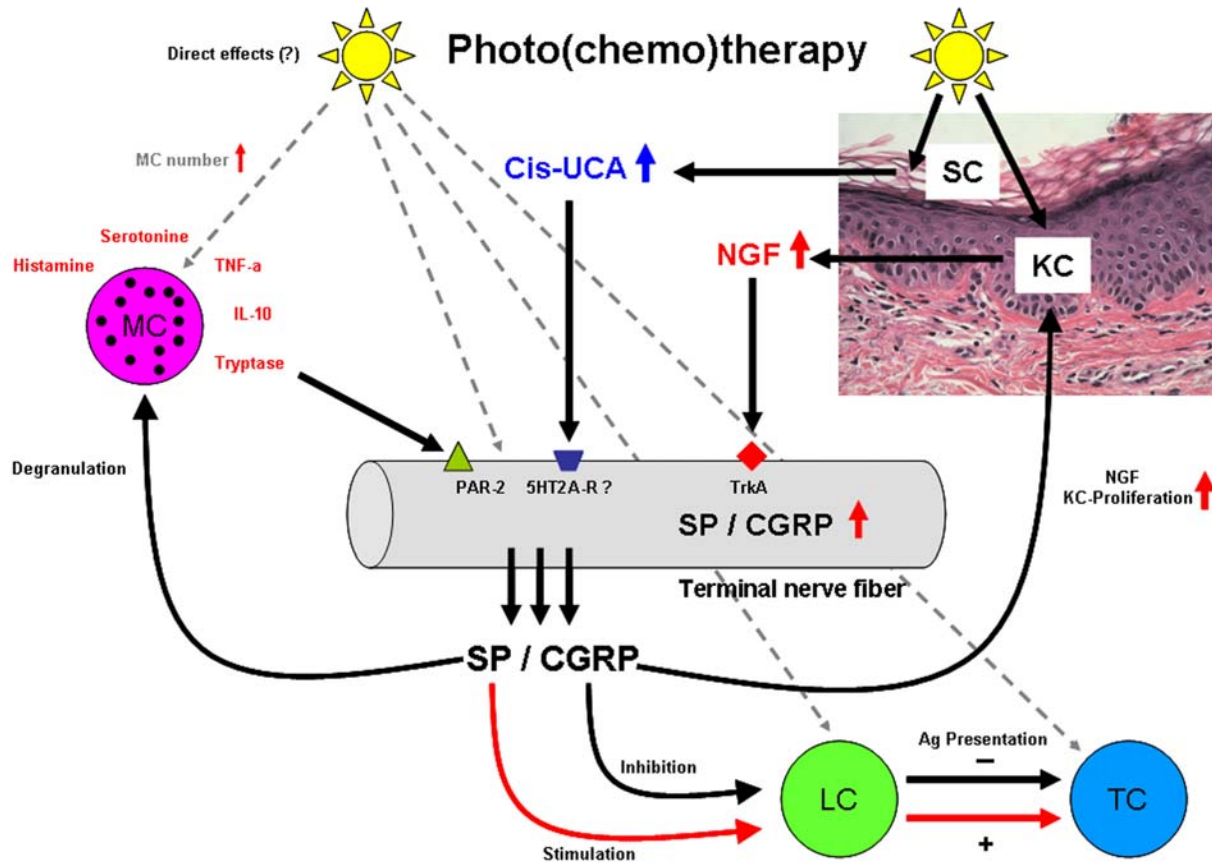 Photo(chemo)therapy
Direct effects (?)
MC number
Cis-UCA
SC
NGF
KC
Serotonine
Histamine
TNF-a
MC
IL-10
Tryptase
Degranulation
PAR-2
5HT2A-R ?
TrkA
NGF
KC-Proliferation
SP / CGRP
Terminal nerve fiber
SP / CGRP
Ag Presentation
–
Inhibition
LC
TC
+
Stimulation